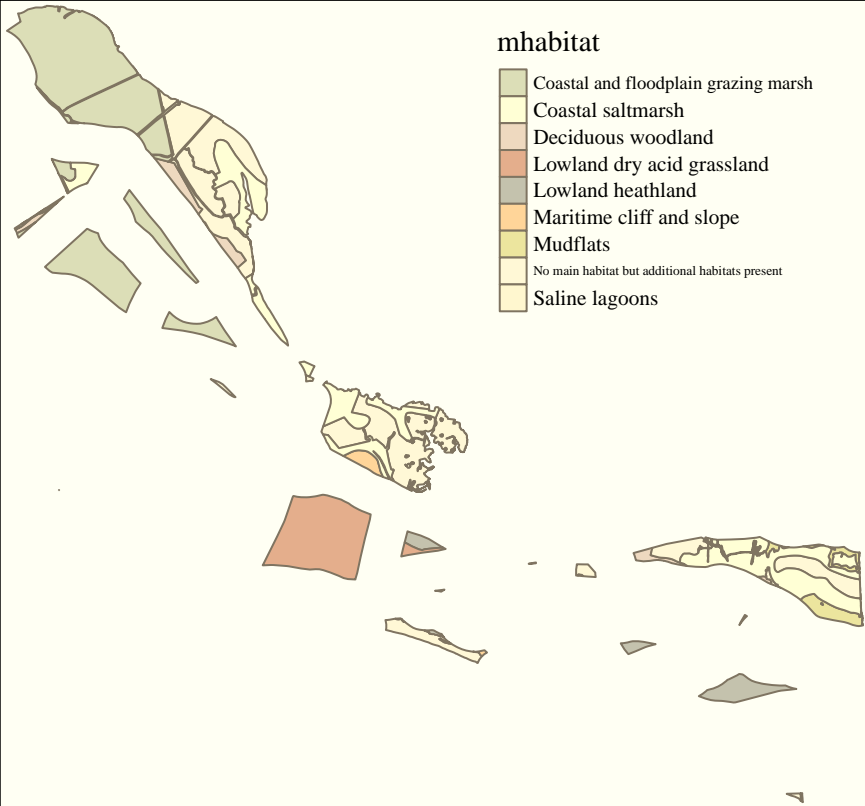 mhabitat
Coastal and floodplain grazing marsh
Coastal saltmarsh
Deciduous woodland
Lowland dry acid grassland
Lowland heathland
Maritime cliff and slope
Mudflats
No main habitat but additional habitats present
Saline lagoons